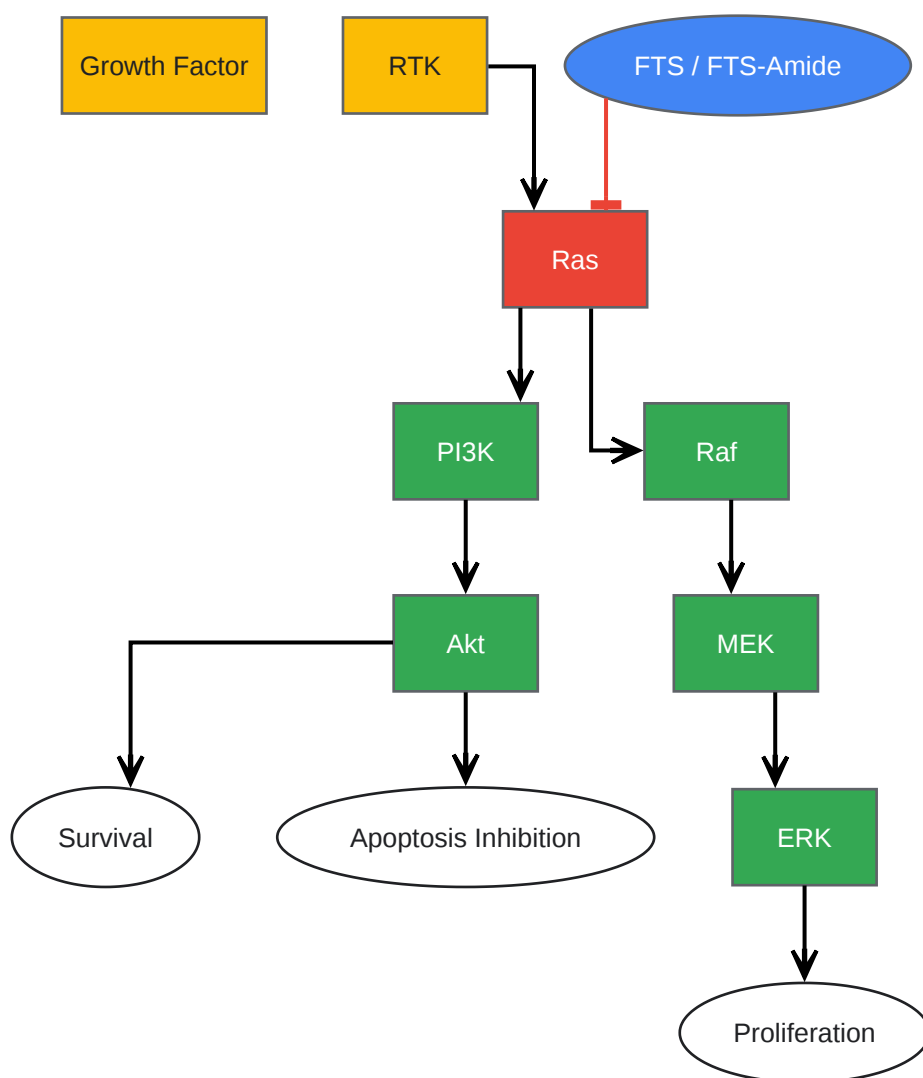 Growth Factor
RTK
FTS / FTS-Amide
Ras
PI3K
Raf
Akt
MEK
Survival
Apoptosis Inhibition
ERK
Proliferation